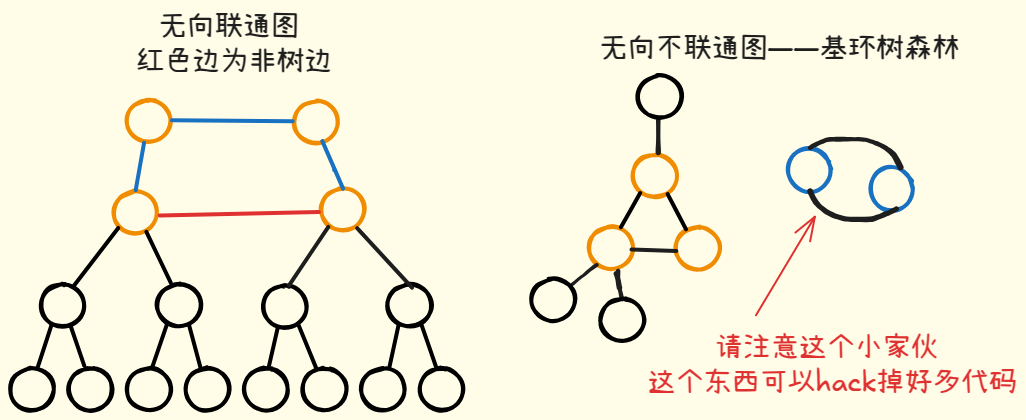 无向联通图
红色边为非树边
无向不联通图——基环树森林
请注意这个小家伙
这个东西可以hack掉好多代码